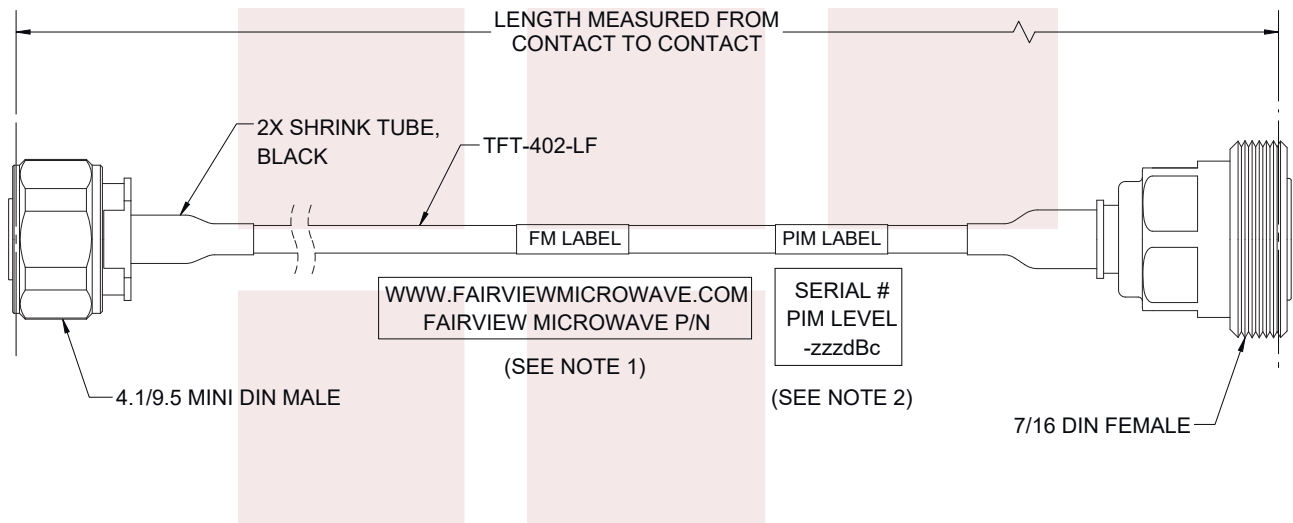 LENGTH MEASURED FROM
CONTACT TO CONTACT
2X SHRINK TUBE,
BLACK
TFT-402-LF
FM LABEL
PIM LABEL
WWW.FAIRVIEWMICROWAVE.COM
FAIRVIEW MICROWAVE P/N
SERIAL #
PIM LEVEL
-zzzdBc
(SEE NOTE 1)
(SEE NOTE 2)
4.1/9.5 MINI DIN MALE
7/16 DIN FEMALE